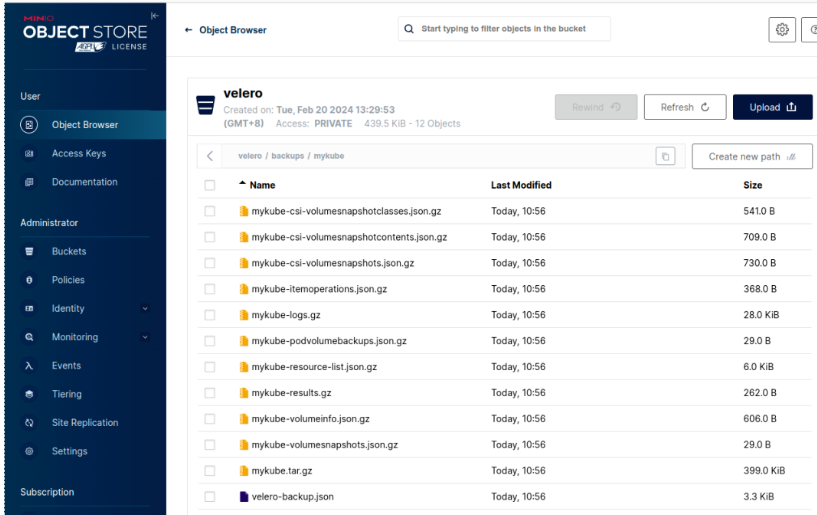 MINIO
OBJECT STORE
LICENSE
← Object Browser
Start typing to filter objects in the bucket
User
Object Browser
Access Keys
Documentation
Administrator
Buckets
Policies
Identity
Monitoring
Events
Tiering
Site Replication
Settings
Subscription
velero
Created on: Tue, Feb 20 2024 13:29:53
(GMT+8) Access: PRIVATE 439.5 KiB - 12 Objects
Rewind
Refresh
Upload
velero / backups / mykube
Create new path
Name Last Modified Size
mykube-csi-volumesnapshotclasses.json.gz Today, 10:56 541.0 B
mykube-csi-volumesnapshotcontents.json.gz Today, 10:56 709.0 B
mykube-csi-volumesnapshots.json.gz Today, 10:56 730.0 B
mykube-itemoperations.json.gz Today, 10:56 368.0 B
mykube-logs.gz Today, 10:56 28.0 KiB
mykube-podvolumebackups.json.gz Today, 10:56 29.0 B
mykube-resource-list.json.gz Today, 10:56 6.0 KiB
mykube-results.gz Today, 10:56 262.0 B
mykube-volumeinfo.json.gz Today, 10:56 606.0 B
mykube-volumesnapshots.json.gz Today, 10:56 29.0 B
mykube.tar.gz Today, 10:56 399.0 KiB
velero-backup.json Today, 10:56 3.3 KiB